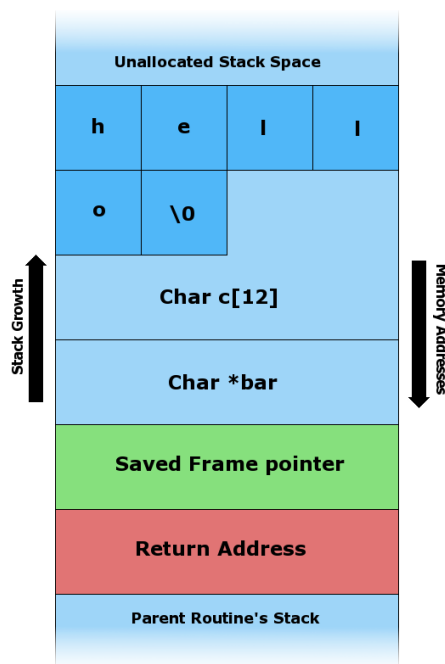 Unallocated Stack Space
h e l l
o \0
Char c[12]
Stack Growth
Memory Addresses
Char *bar
Saved Frame pointer
Return Address
Parent Routine's Stack